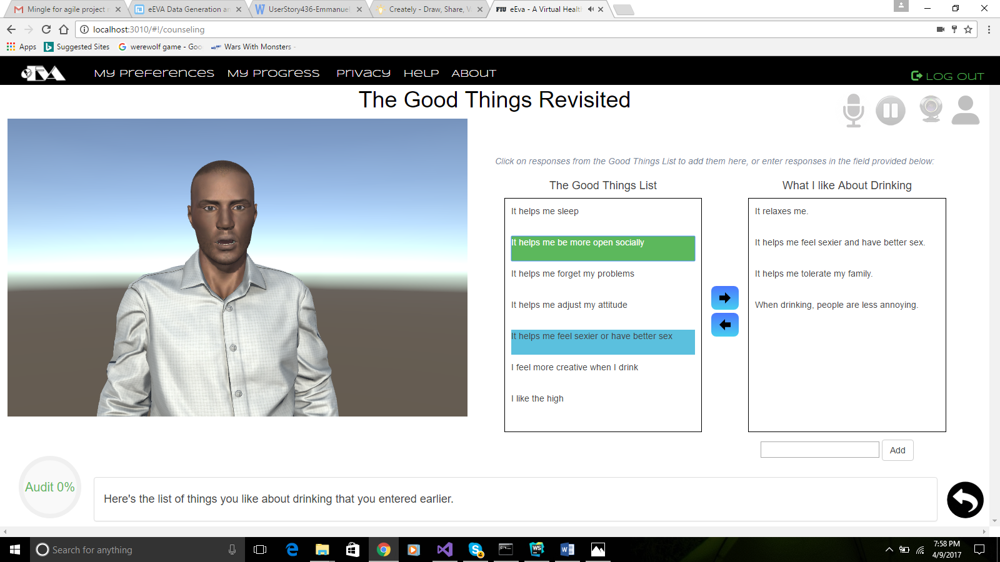 Mingle for agile project r
eEVA Data Generation an
UserStory436-Emmanuel
Creately - Draw, Share, V
FIU eEva - A Virtual Healt
localhost:3010/#!/counseling
Apps
Suggested Sites
werewolf game - Goo
Wars With Monsters -
eEVA
My Preferences
My Progress
Privacy
Help
About
Log Out
The Good Things Revisited
Click on responses from the Good Things List to add them here, or enter responses in the field provided below:
The Good Things List
It helps me sleep
It helps me be more open socially
It helps me forget my problems
It helps me adjust my attitude
It helps me feel sexier or have better sex
I feel more creative when I drink
I like the high
What I like About Drinking
It relaxes me.
It helps me feel sexier and have better sex.
It helps me tolerate my family.
When drinking, people are less annoying.
Add
Audit 0%
Here's the list of things you like about drinking that you entered earlier.
Search for anything
4
WS
7:58 PM
4/9/2017